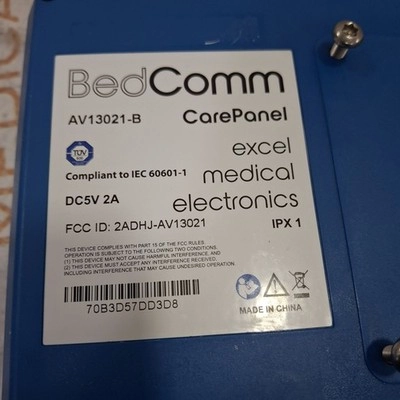 BedComm
AV13021-B
CarePanel
TÜV
excel
medical
electronics
Compliant to IEC 60601-1
DC5V 2A
FCC ID: 2ADHJ-AV13021
IPX 1
THIS DEVICE COMPLIES WITH PART 15 OF THE FCC RULES
OPERATION IS SUBJECT TO THE FOLLOWING TWO CONDITIONS.
(1) THIS DEVICE MAY NOT CAUSE INTERFERENCE, AND
(2) THIS DEVICE MUST ACCEPT ANY INTERFERENCE RECEIVED,
INCLUDING INTERFERENCE THAT MAY CAUSE UNDESIRED OPERATION.
70B3D57DD3D8
MADE IN CHINA